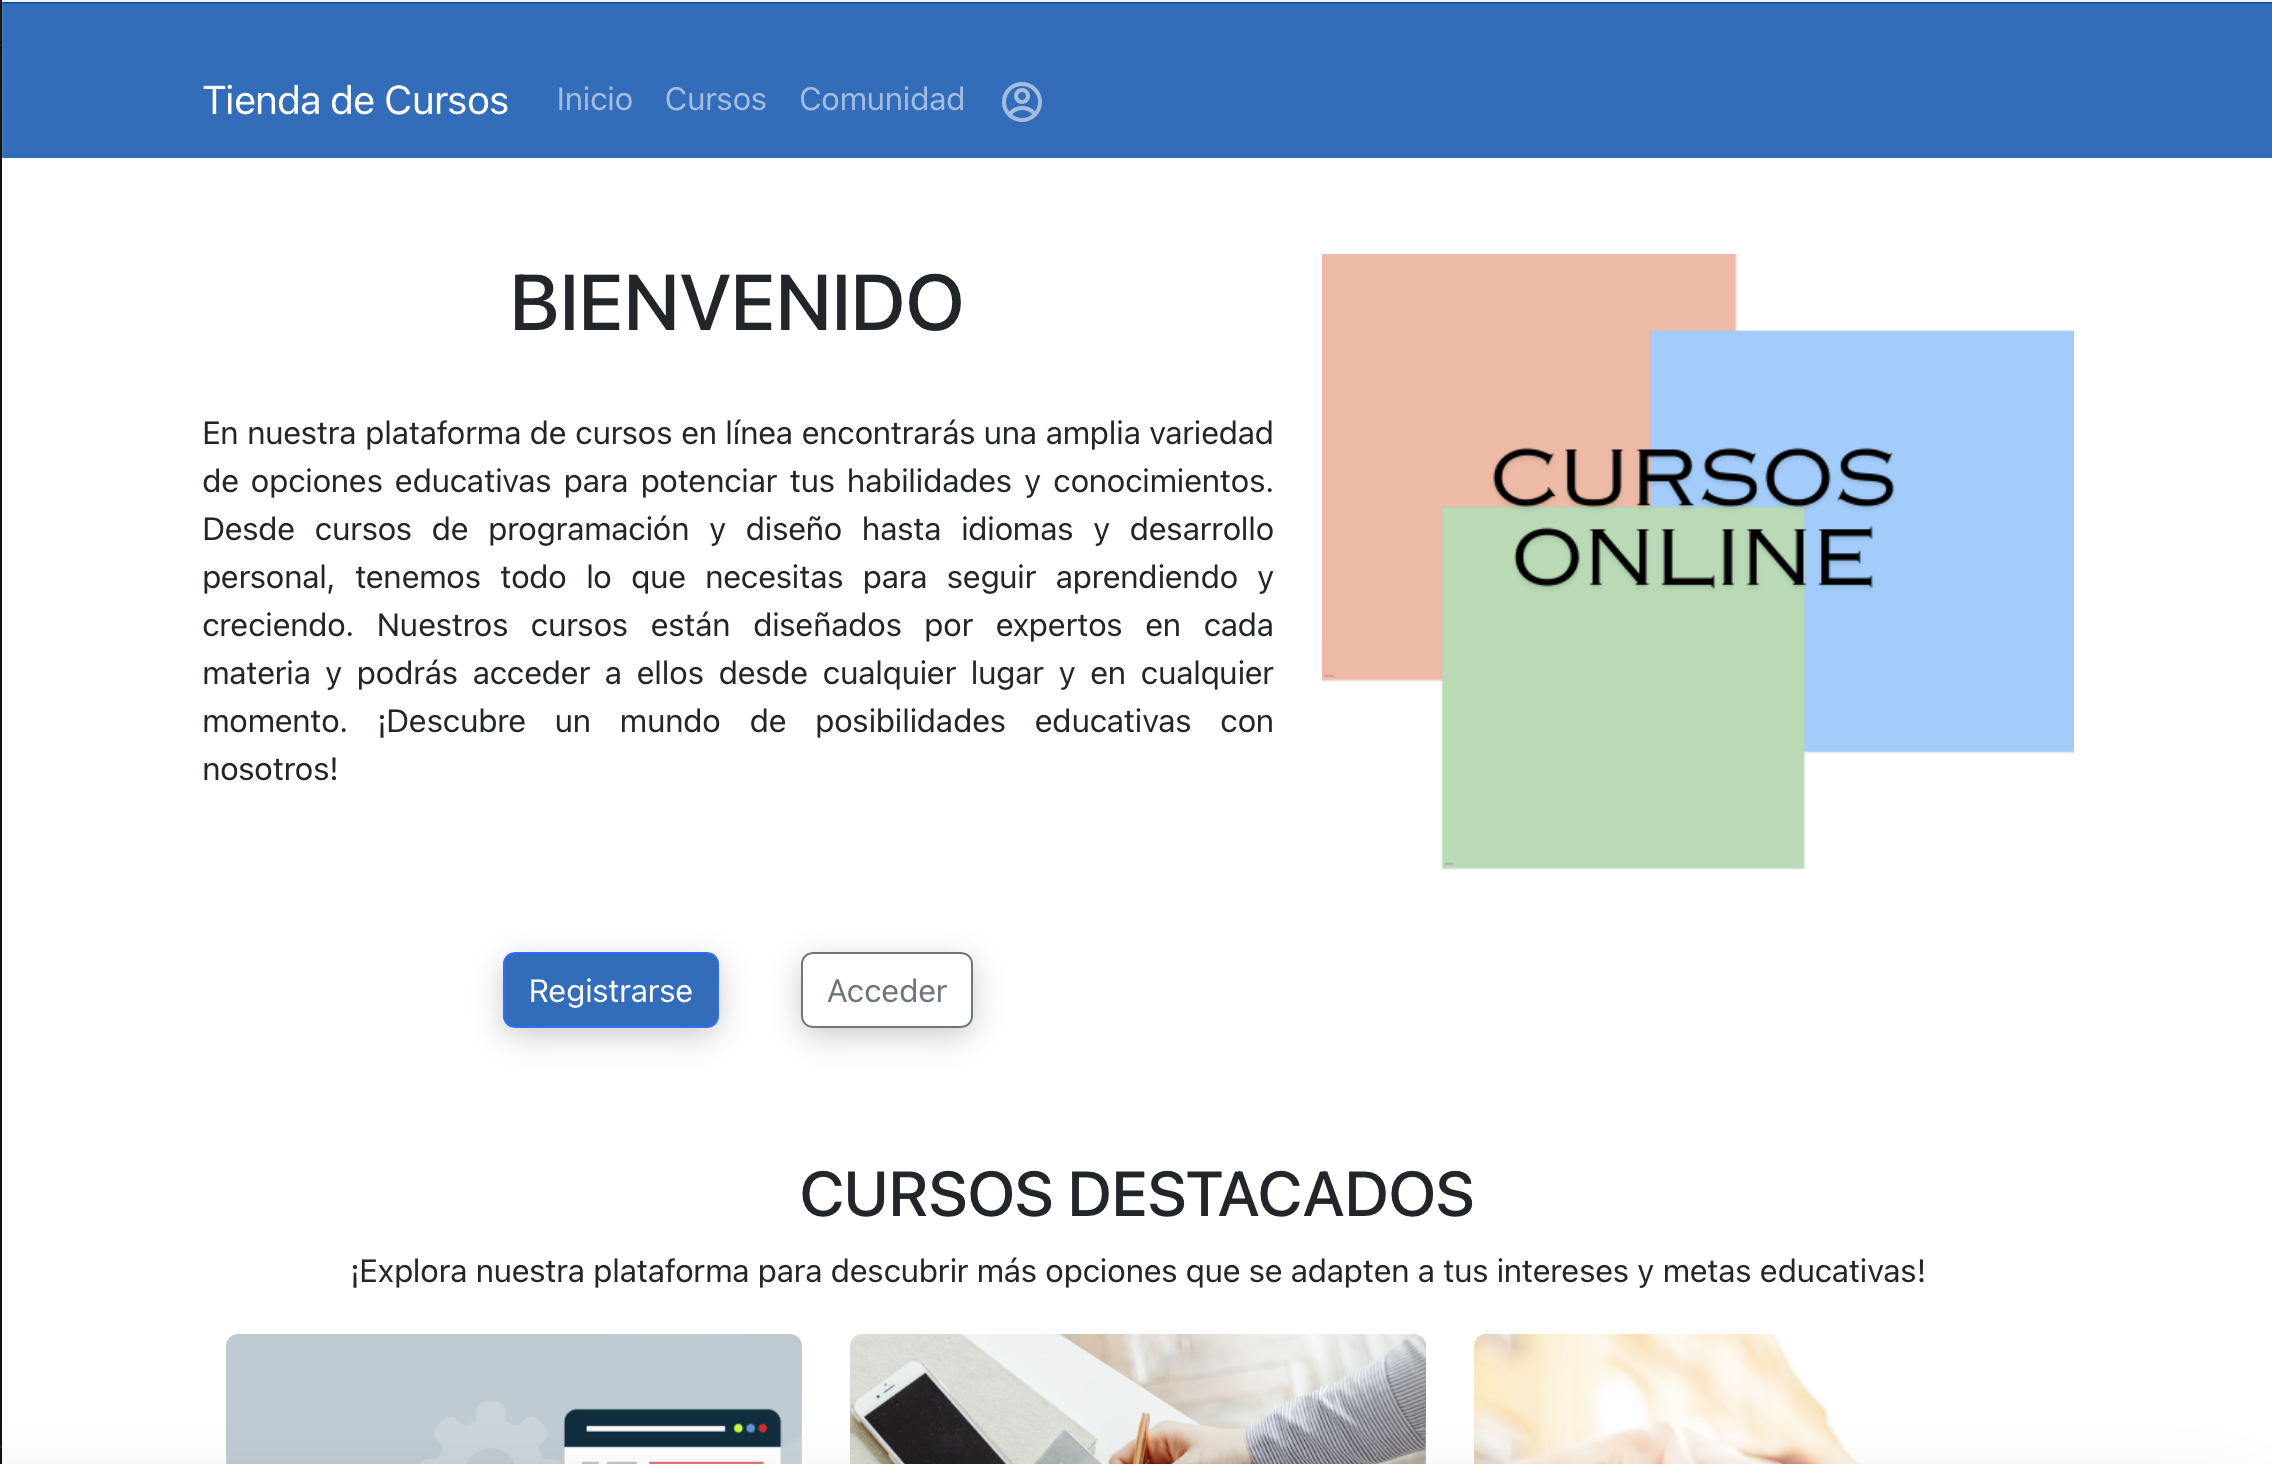 Tienda de Cursos Inicio Cursos Comunidad
BIENVENIDO
En nuestra plataforma de cursos en línea encontrarás una amplia variedad
de opciones educativas para potenciar tus habilidades y conocimientos.
Desde cursos de programación y diseño hasta idiomas y desarrollo
personal, tenemos todo lo que necesitas para seguir aprendiendo y
creciendo. Nuestros cursos están diseñados por expertos en cada
materia y podrás acceder a ellos desde cualquier lugar y en cualquier
momento. ¡Descubre un mundo de posibilidades educativas con
nosotros!
CURSOS
ONLINE
Registrarse Acceder
CURSOS DESTACADOS
¡Explora nuestra plataforma para descubrir más opciones que se adapten a tus intereses y metas educativas!